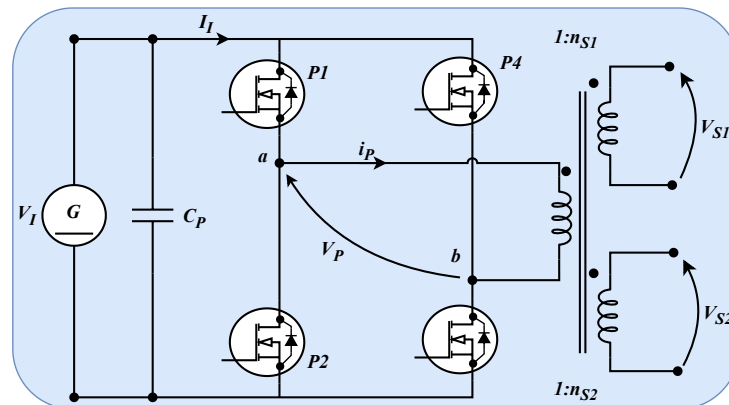 I_I
1:n_S1
P1
P4
a
i_P
V_S1
V_I
G
C_P
V_P
b
V_S2
P2
1:n_S2